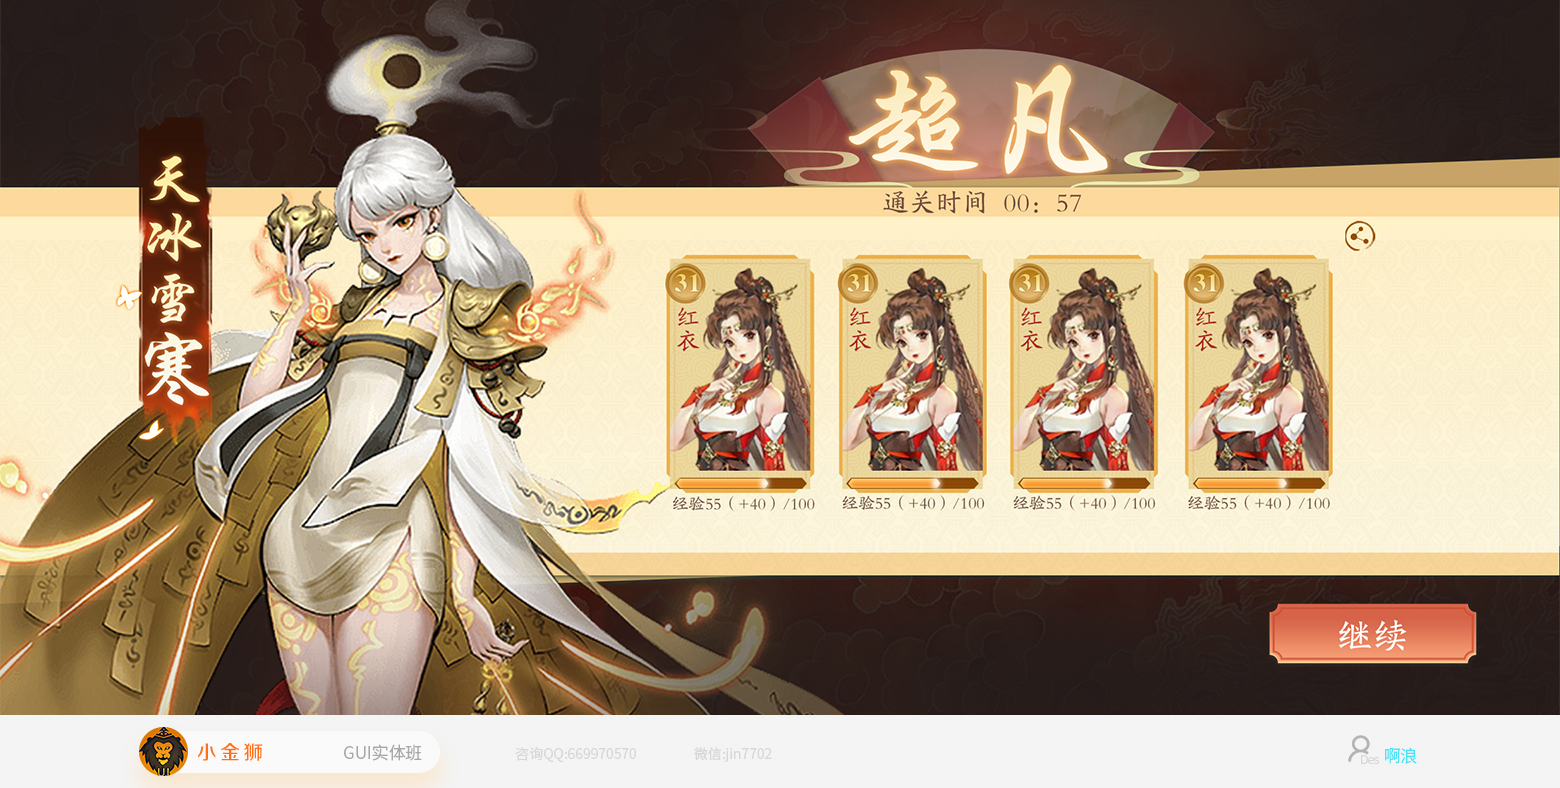 超凡
通关时间 00：57
天冰雪寒
31
红衣
经验55（+40）/100
31
红衣
经验55（+40）/100
31
红衣
经验55（+40）/100
31
红衣
经验55（+40）/100
继续
小金狮
UI
GUI实体班
咨询QQ:669970570
微信:jin7702
Des 啊浪